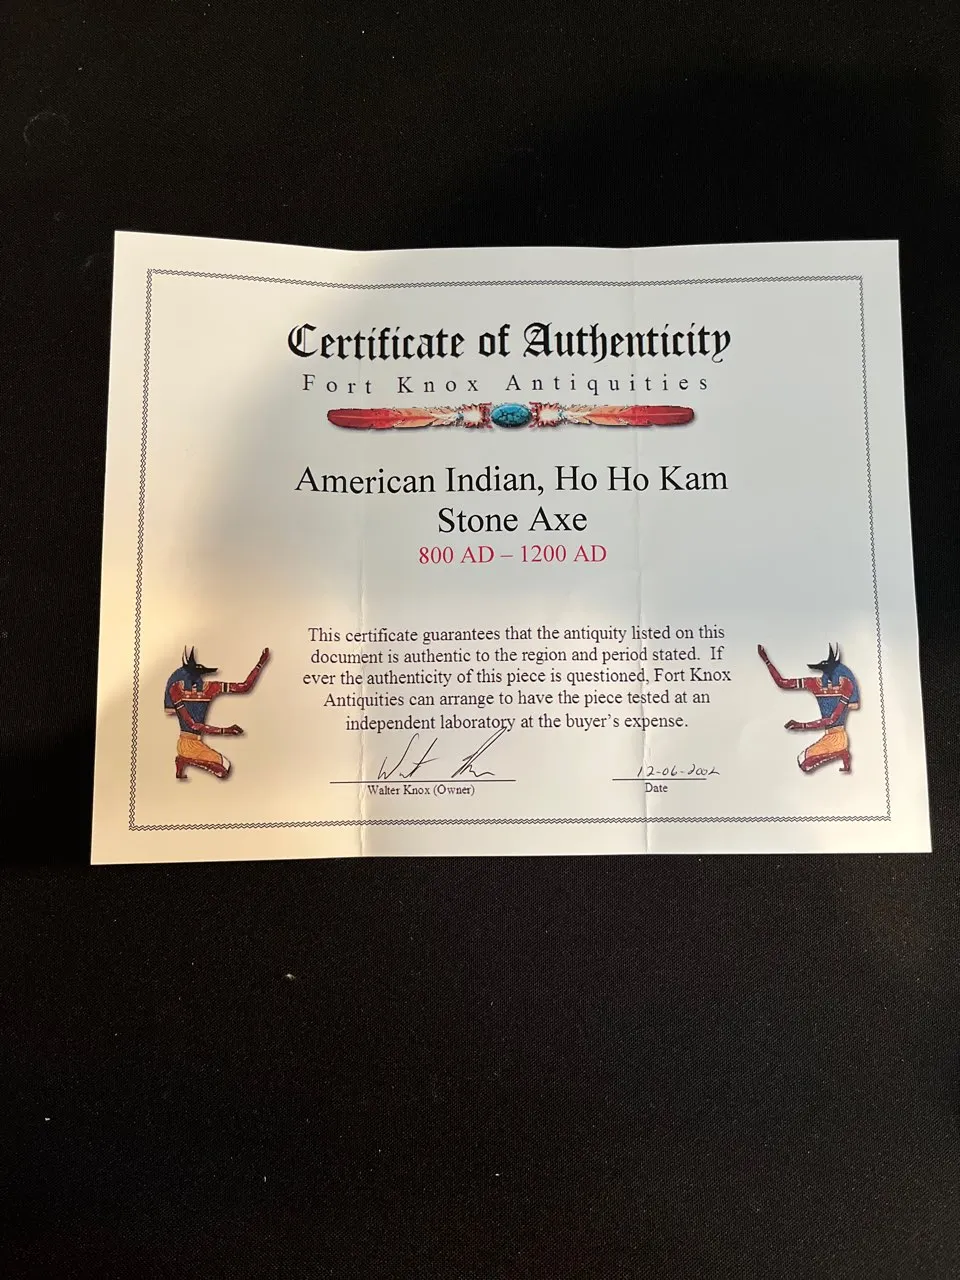 Certificate of Authenticity
Fort Knox Antiquities
American Indian, Ho Ho Kam
Stone Axe
800 AD – 1200 AD
This certificate guarantees that the antiquity listed on this
document is authentic to the region and period stated. If
ever the authenticity of this piece is questioned, Fort Knox
Antiquities can arrange to have the piece tested at an
independent laboratory at the buyer's expense.
12-06-2002
Walter Knox (Owner)
Date